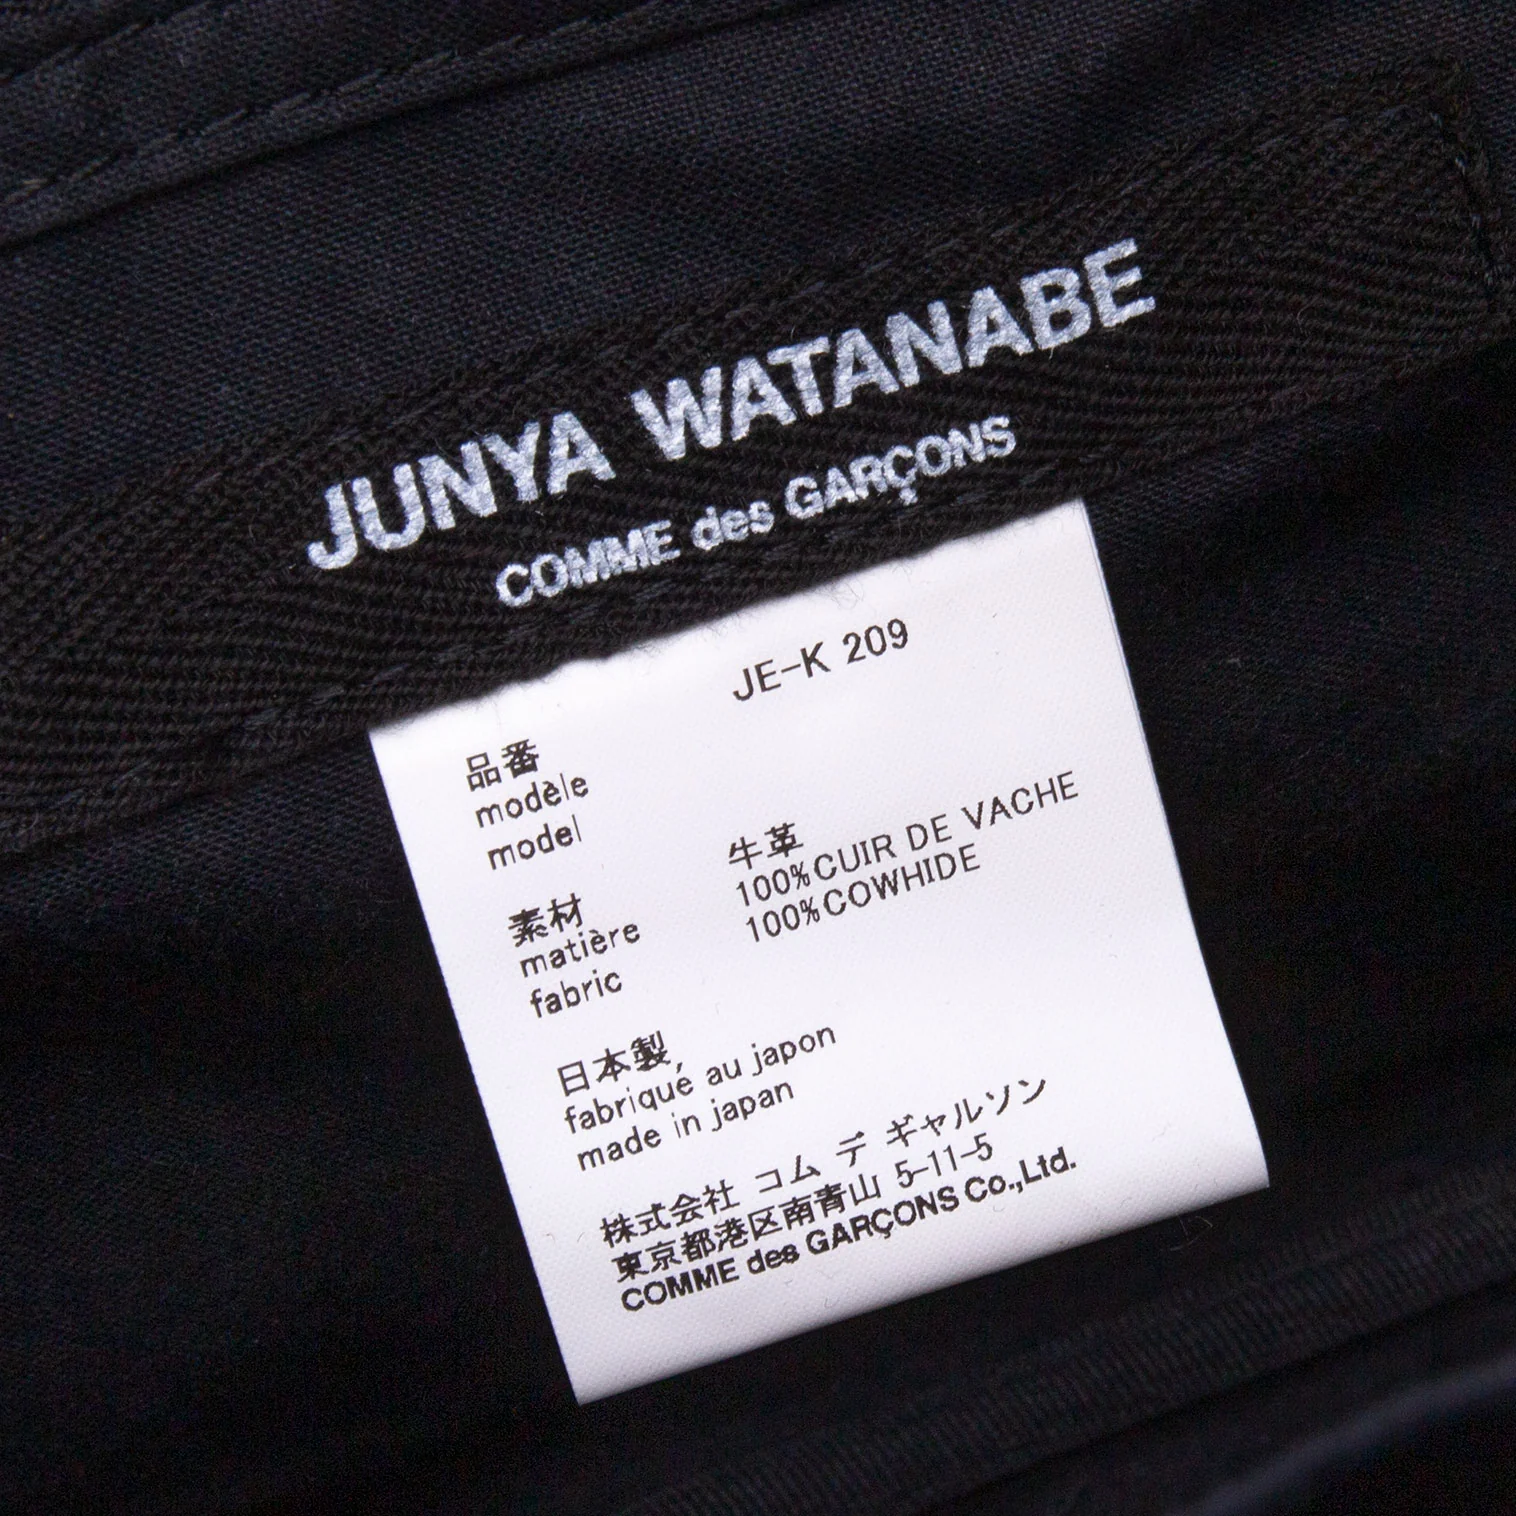 JUNYA WATANABE
COMME des GARÇONS
JE-K 209
品番
modèle
model
牛革
100%CUIR DE VACHE
100%COWHIDE
素材
matière
fabric
日本製
fabriqué au japon
made in japan
株式会社 コム デ ギャルソン
東京都港区南青山 5-11-5
COMME des GARÇONS Co.,Ltd.